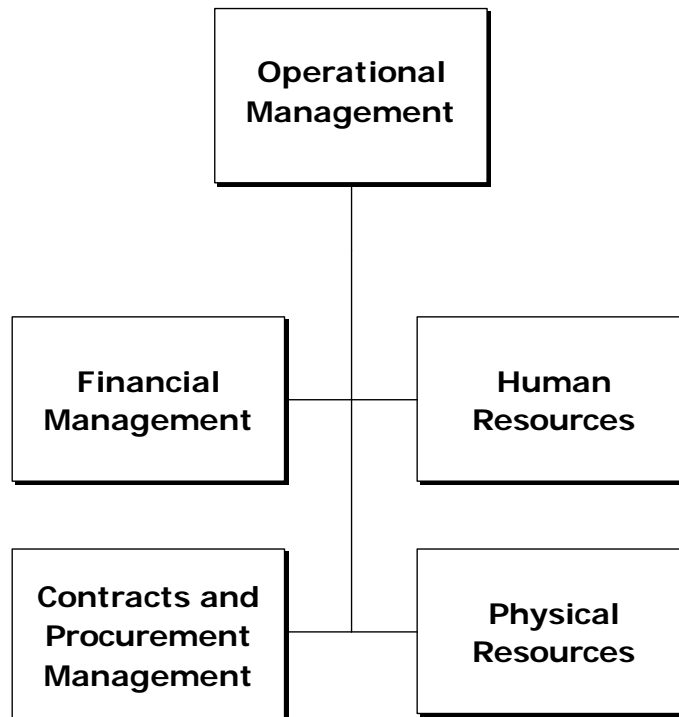 Operational
Management
Financial
Management
Human
Resources
Contracts and
Procurement
Management
Physical
Resources